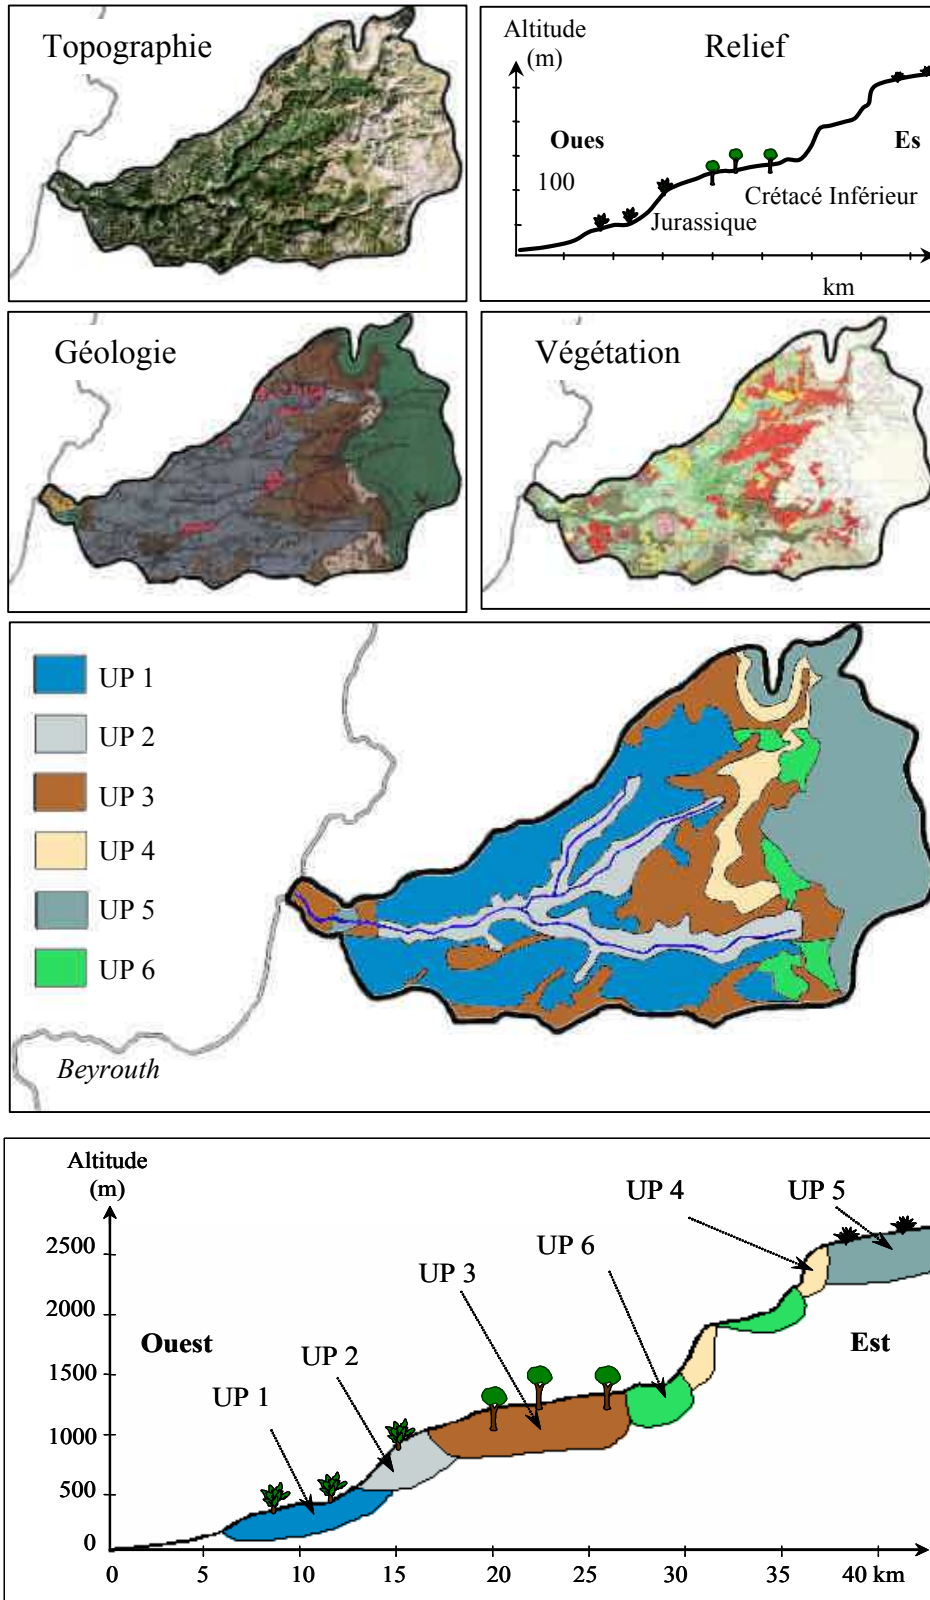 Topographie
Altitude
(m)
Relief
Oues
Es
100
Crétacé Inférieur
Jurassique
km
Géologie
Végétation
UP 1
UP 2
UP 3
UP 4
UP 5
UP 6
Beyrouth
Altitude
(m)
UP 4
UP 5
UP 6
UP 3
UP 2
UP 1
Ouest
Est
2500
2000
1500
1000
500
0
0 5 10 15 20 25 30 35 40 km